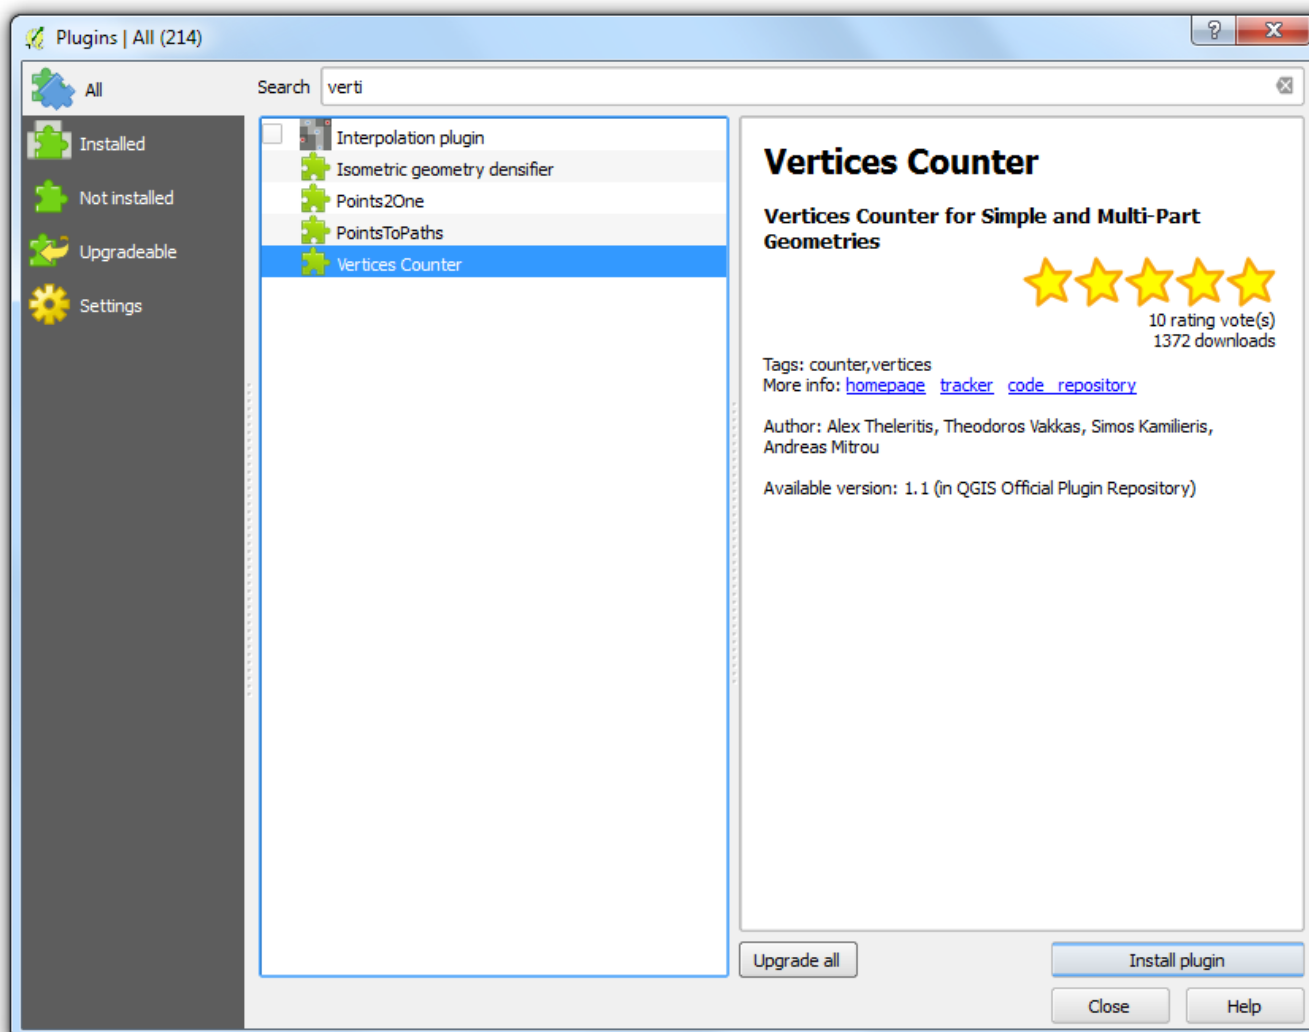 Plugins | All (214)
?
X
All
Search
verti
Installed
Not installed
Upgradeable
Settings
Interpolation plugin
Isometric geometry densifier
Points2One
PointsToPaths
Vertices Counter
Vertices Counter
Vertices Counter for Simple and Multi-Part
Geometries
10 rating vote(s)
1372 downloads
Tags: counter,vertices
More info: homepage tracker code_repository
Author: Alex Theleritis, Theodoros Vakkas, Simos Kamilieris,
Andreas Mitrou
Available version: 1.1 (in QGIS Official Plugin Repository)
Upgrade all
Install plugin
Close
Help